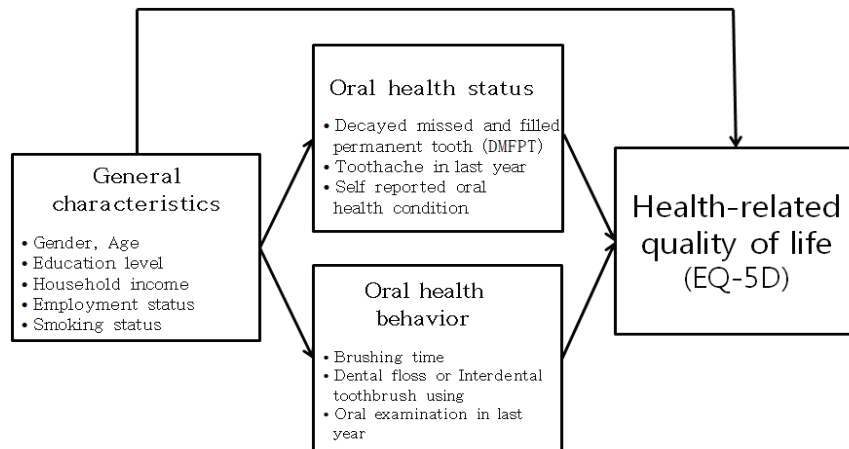 General
characteristics
• Gender, Age
• Education level
• Household income
• Employment status
• Smoking status
Oral health status
• Decayed missed and filled
permanent tooth (DMFPT)
• Toothache in last year
• Self reported oral
health condition
Oral health
behavior
• Brushing time
• Dental floss or Interdental
toothbrush using
• Oral examination in last
year
Health-related
quality of life
(EQ-5D)